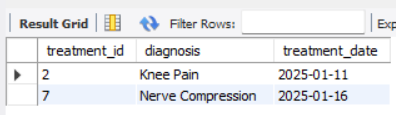 Result Grid Filter Rows: Exp
treatment_id diagnosis treatment_date
2 Knee Pain 2025-01-11
7 Nerve Compression 2025-01-16